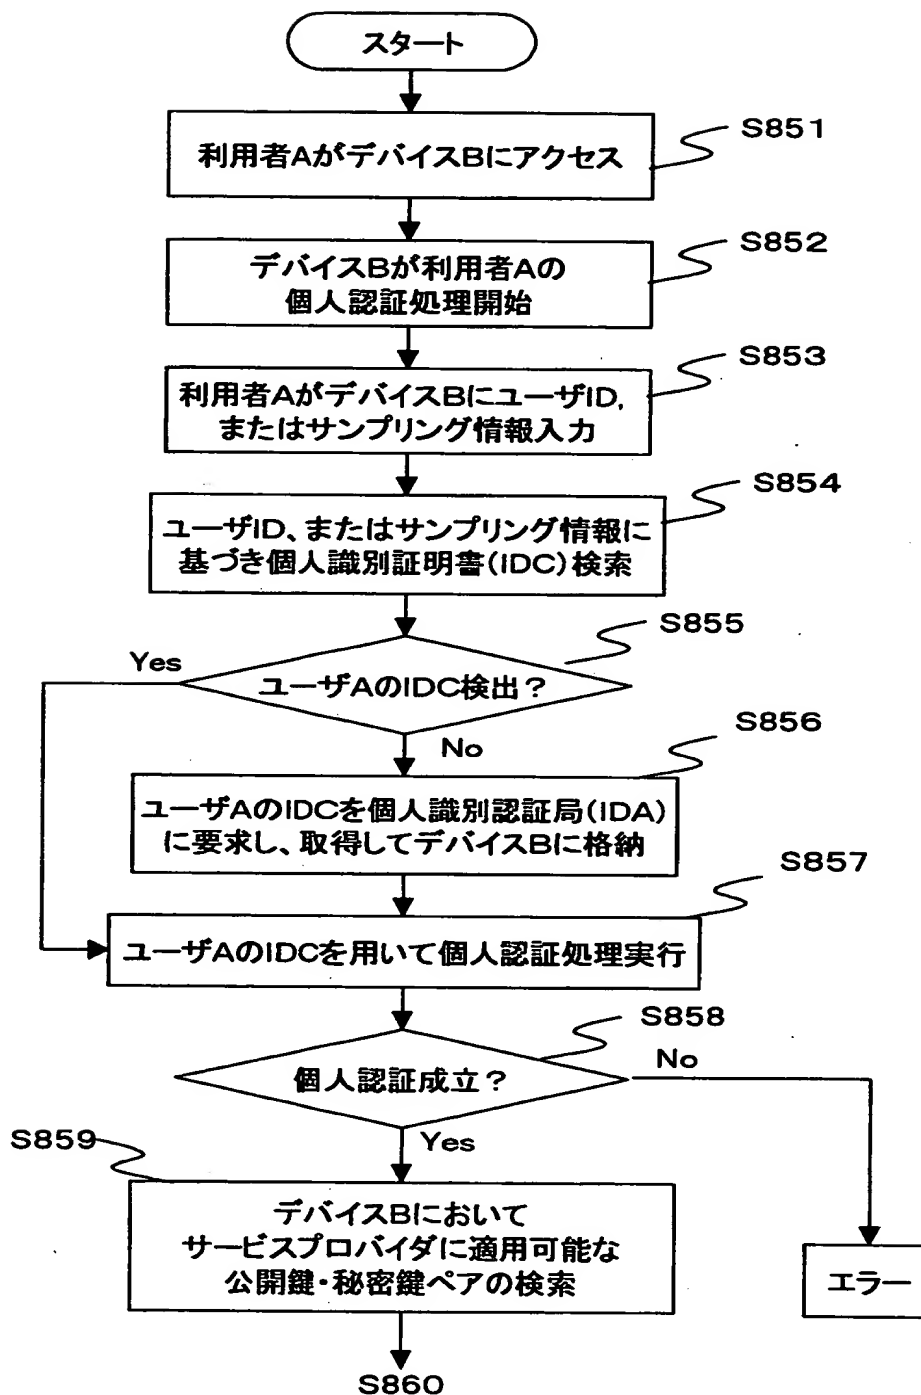 スタート
S851
利用者AがデバイスBにアクセス
S852
デバイスBが利用者Aの
個人認証処理開始
S853
利用者AがデバイスBにユーザID,
またはサンプリング情報入力
S854
ユーザID、またはサンプリング情報に
基づき個人識別証明書(IDC)検索
S855
Yes
ユーザAのIDC検出?
S856
No
ユーザAのIDCを個人識別認証局(IDA)
に要求し、取得してデバイスBに格納
S857
ユーザAのIDCを用いて個人認証処理実行
S858
No
個人認証成立?
S859
Yes
デバイスBにおいて
サービスプロバイダに適用可能な
公開鍵・秘密鍵ペアの検索
エラー
S860